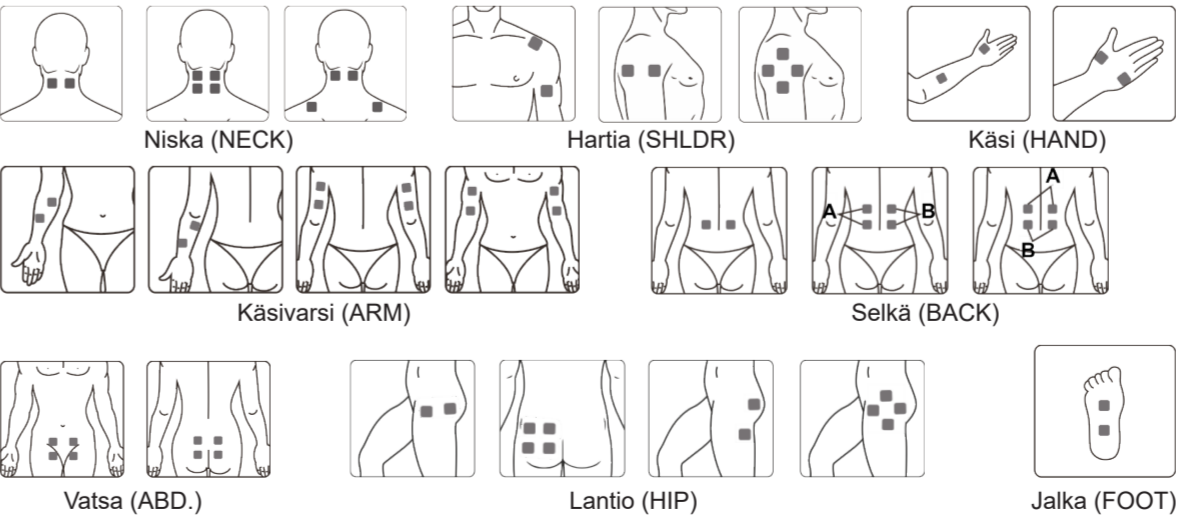 Niska (NECK)
Hartia (SHLDR)
Käsi (HAND)
A
A
B
B
Käsivarsi (ARM)
Selkä (BACK)
Vatsa (ABD.)
Lantio (HIP)
Jalka (FOOT)